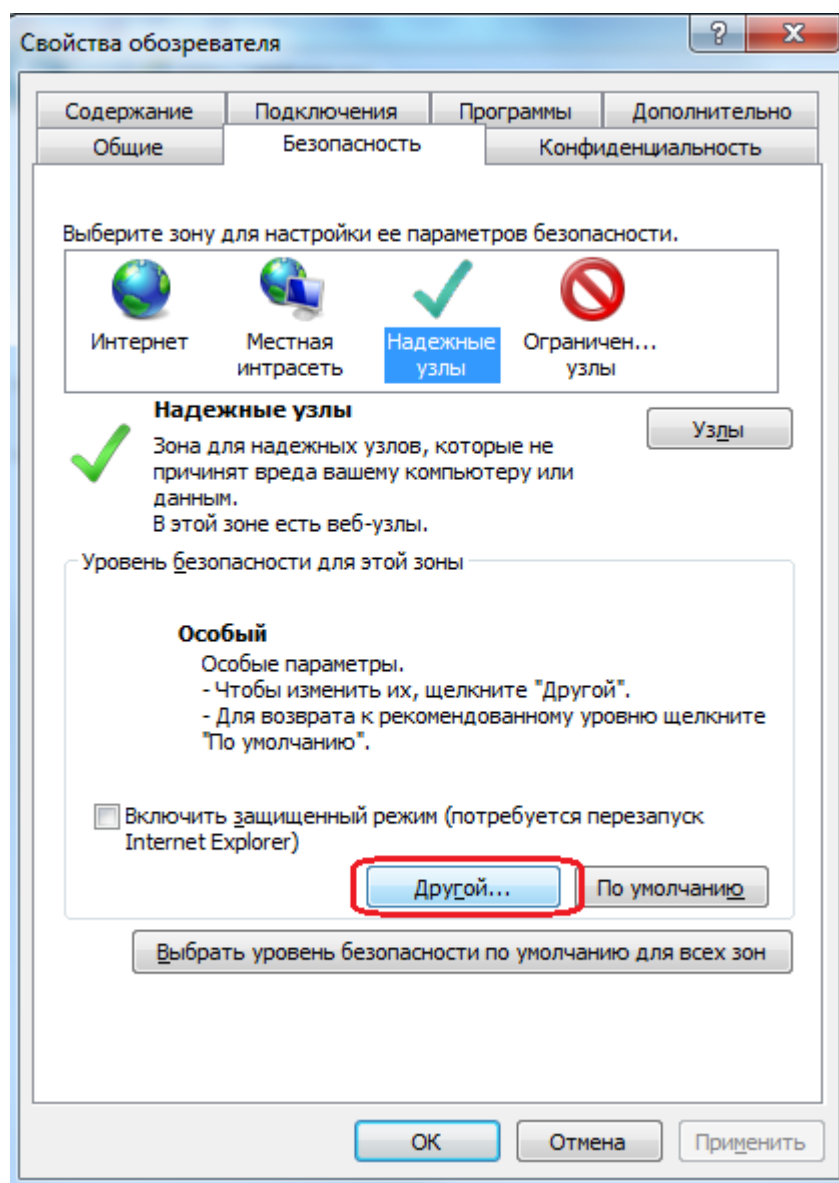 Свойства обозревателя
Содержание Подключения Программы Дополнительно
Общие Безопасность Конфиденциальность
Выберите зону для настройки ее параметров безопасности.
Интернет Местная Надежные Ограничен...
интрасеть узлы узлы
Надежные узлы
Узлы
Зона для надежных узлов, которые не
причинят вреда вашему компьютеру или
данным.
В этой зоне есть веб-узлы.
Уровень безопасности для этой зоны
Особый
Особые параметры.
- Чтобы изменить их, щелкните "Другой".
- Для возврата к рекомендованному уровню щелкните
"По умолчанию".
Включить защищенный режим (потребуется перезапуск
Internet Explorer)
Другой... По умолчанию
Выбрать уровень безопасности по умолчанию для всех зон
ОК Отмена Применить